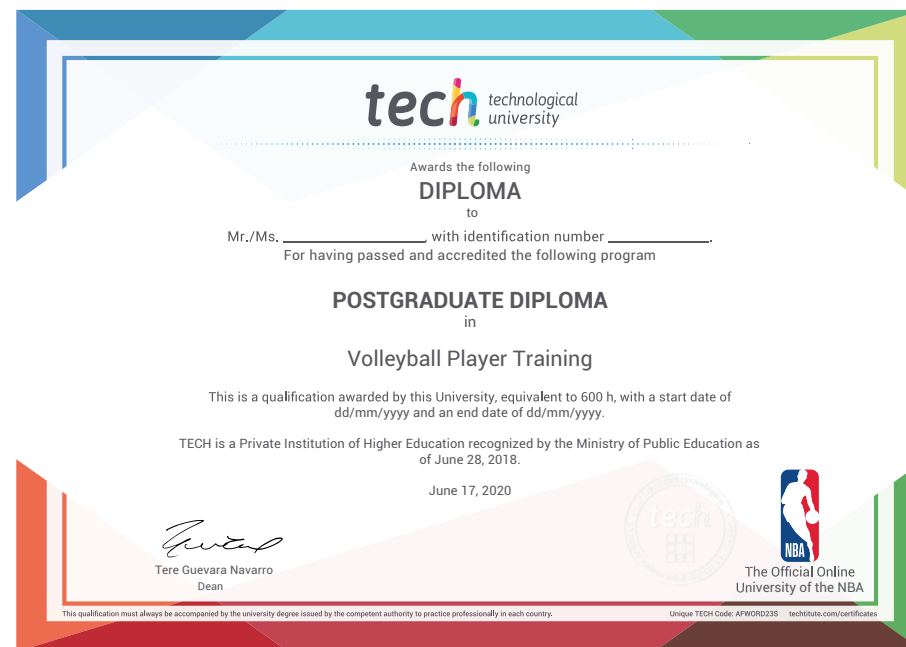 tech technological
university
Awards the following
DIPLOMA
to
Mr./Ms. ____________, with identification number ____________.
For having passed and accredited the following program
POSTGRADUATE DIPLOMA
in
Volleyball Player Training
This is a qualification awarded by this University, equivalent to 600 h, with a start date of
dd/mm/yyyy and an end date of dd/mm/yyyy.
TECH is a Private Institution of Higher Education recognized by the Ministry of Public Education as
of June 28, 2018.
June 17, 2020
tech
NBA
Tere Guevara Navarro
Dean
The Official Online
University of the NBA
This qualification must always be accompanied by the university degree issued by the competent authority to practice professionally in each country.
Unique TECH Code: AFWORD23S techtitute.com/certificates